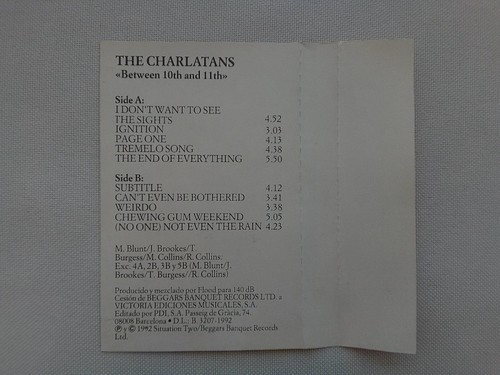 THE CHARLATANS
«Between 10th and 11th»
Side A:
I DON'T WANT TO SEE
THE SIGHTS 4.52
IGNITION 3.03
PAGE ONE 4.13
TREMELO SONG 4.38
THE END OF EVERYTHING 5.50
Side B:
SUBTITLE 4.12
CAN'T EVEN BE BOTHERED 3.41
WEIRDO 3.38
CHEWING GUM WEEKEND 5.05
(NO ONE) NOT EVEN THE RAIN 4.23
M. Blunt/J. Brookes/T.
Burgess/M. Collins/R. Collins.
Exc. 4A, 2B, 3B y 5B (M. Blunt/J.
Brookes/T. Burgess//R. Collins)
Producido y mezclado por Flood para 140 dB
Cesión de BEGGARS BANQUET RECORDS LTD. a
VICTORIA EDICIONES MUSICALES, S.A.
Editado por PDI, S.A. Passeig de Gràcia, 74.
08008 Barcelona • D.L.: B. 3207-1992
℗ y © 1992 Situation Two/Beggars Banquet Records
Ltd.